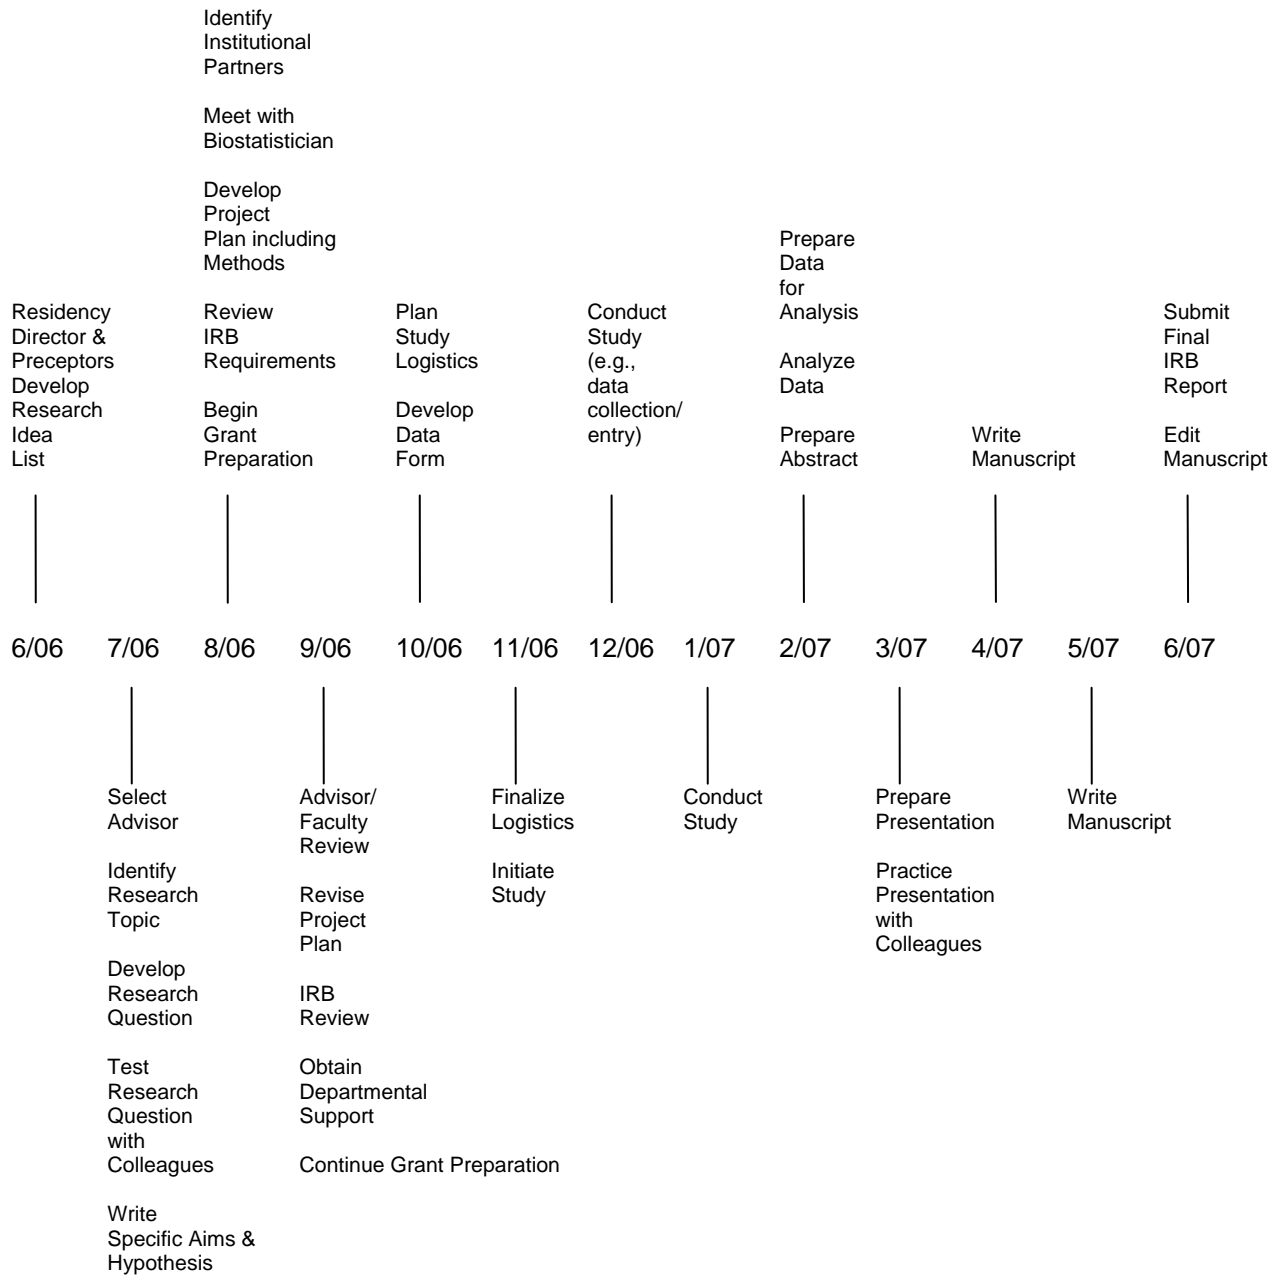 Identify
Institutional
Partners
Meet with
Biostatistician
Develop
Project
Plan including
Methods
Review
IRB
Requirements
Begin
Grant
Preparation
Residency
Director &
Preceptors
Develop
Research
Idea
List
Plan
Study
Logistics
Develop
Data
Form
Conduct
Study
(e.g.,
data
collection/
entry)
Prepare
Data
for
Analysis
Analyze
Data
Prepare
Abstract
Write
Manuscript
Submit
Final
IRB
Report
Edit
Manuscript
6/06 7/06 8/06 9/06 10/06 11/06 12/06 1/07 2/07 3/07 4/07 5/07 6/07
Select
Advisor
Identify
Research
Topic
Develop
Research
Question
Test
Research
Question
with
Colleagues
Write
Specific Aims &
Hypothesis
Advisor/
Faculty
Review
Revise
Project
Plan
IRB
Review
Obtain
Departmental
Support
Continue Grant Preparation
Finalize
Logistics
Initiate
Study
Conduct
Study
Prepare
Presentation
Practice
Presentation
with
Colleagues
Write
Manuscript